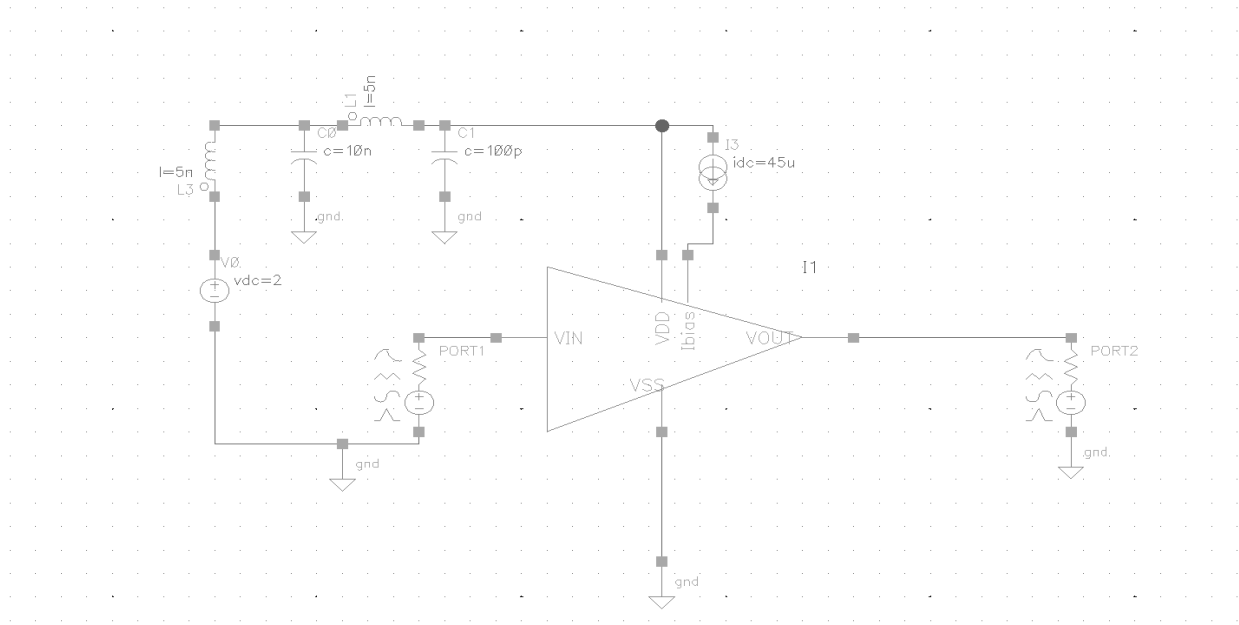 L1
l=5n
C0
c=10n
C1
c=100p
I3
idc=45u
l=5n
L3
gnd
gnd
V0
vdc=2
I1
PORT1
VIN
VDD
Ibias
VOUT
PORT2
VSS
gnd
gnd
gnd